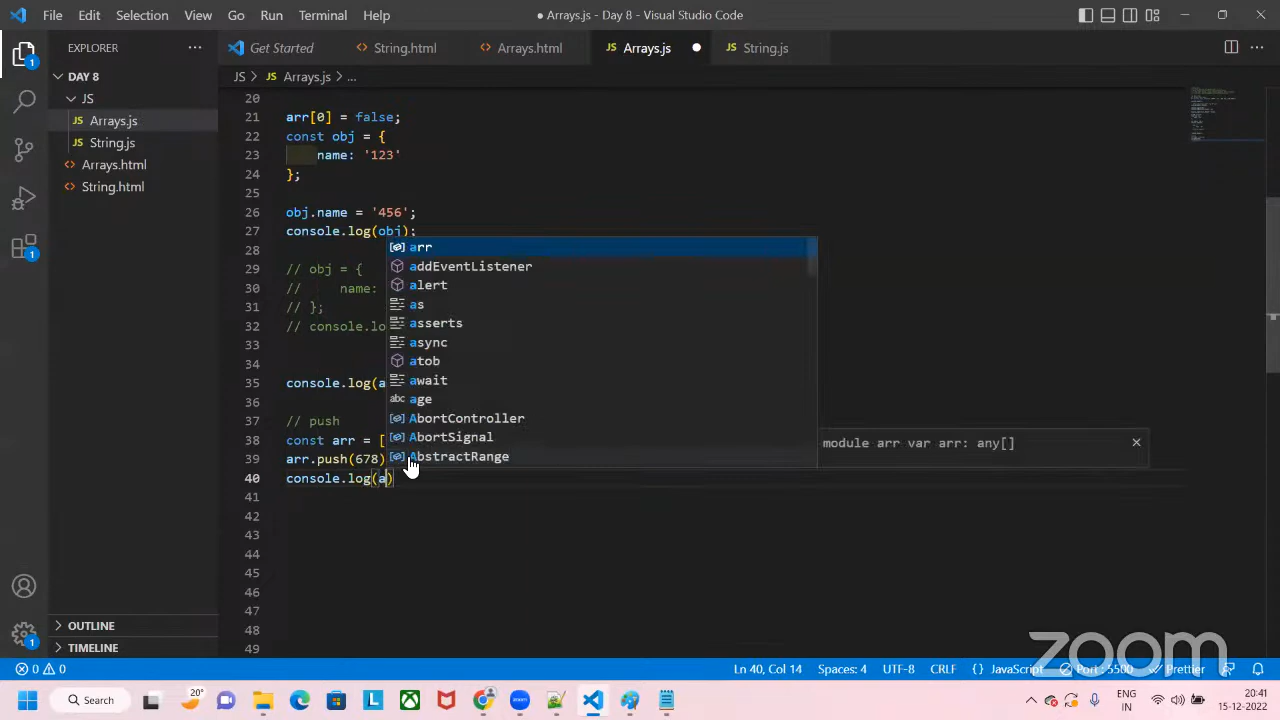 File Edit Selection View Go Run Terminal Help
● Arrays.js - Day 8 - Visual Studio Code
EXPLORER
Get Started
<> String.html
<> Arrays.html
JS Arrays.js
JS String.js
JS > JS Arrays.js > ...
DAY 8
JS
JS Arrays.js
JS String.js
<> Arrays.html
<> String.html
OUTLINE
TIMELINE
1
1
1
20
21 arr[0] = false;
22 const obj = {
23 name: '123'
24 };
25
26 obj.name = '456';
27 console.log(obj);
28
29 // obj = {
30 // name:
31 // };
32 // console.lo
33
34
35 console.log(a
36
37 // push
38 const arr = [
39 arr.push(678)
40 console.log(a)
41
42
43
44
45
46
47
48
49
arr
addEventListener
alert
as
asserts
async
atob
await
abc age
AbortController
AbortSignal
AbstractRange
module arr var arr: any[]
zoom
0 0
Ln 40, Col 14 Spaces: 4 UTF-8 CRLF {} JavaScript Port : 5500 Prettier
Search
20°
ENG
IN
20:41
15-12-2022